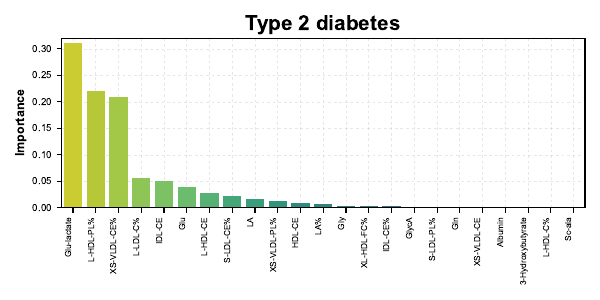 Type 2 diabetes
Importance
0.30
0.25
0.20
0.15
0.10
0.05
0.00
Glu-lactate
L-HDL-PL%
XS-VLDL-CE%
L-LDL-C%
IDL-CE
Glu
L-HDL-CE
S-LDL-CE%
LA
XS-VLDL-PL%
HDL-CE
LA%
Gly
XL-HDL-FC%
IDL-CE%
GlycA
S-LDL-PL%
Gln
XS-VLDL-CE
Albumin
3-Hydroxybutyrate
L-HDL-C%